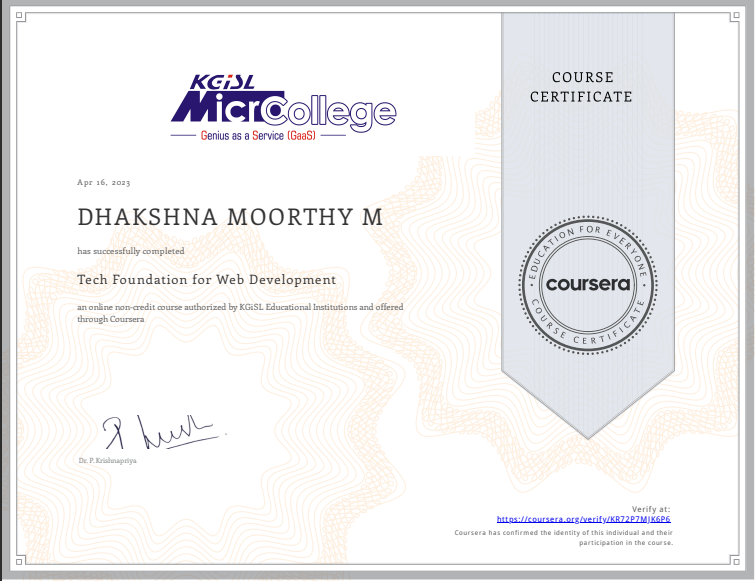 KGiSL
MicroCollege
Genius as a Service (GaaS)
COURSE
CERTIFICATE
Apr 16, 2023
DHAKSHNA MOORTHY M
has successfully completed
Tech Foundation for Web Development
an online non-credit course authorized by KGiSL Educational Institutions and offered
through Coursera
EDUCATION FOR EVERYONE
coursera
COURSE CERTIFICATE
Dr. P. Krishnapriya
Verify at:
https://coursera.org/verify/KR72P7MJK6P6
Coursera has confirmed the identity of this individual and their
participation in the course.